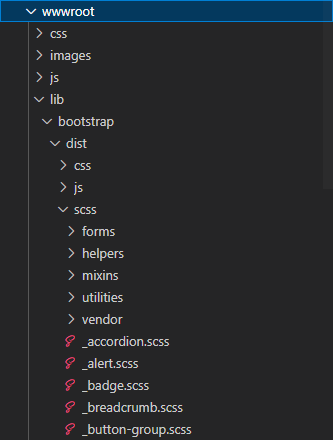 wwwroot
css
images
js
lib
bootstrap
dist
css
js
scss
forms
helpers
mixins
utilities
vendor
_accordion.scss
_alert.scss
_badge.scss
_breadcrumb.scss
_button-group.scss